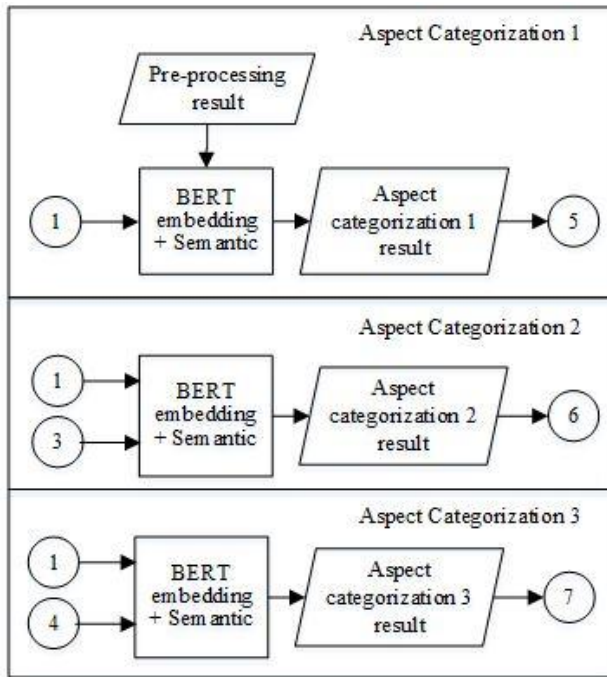 Aspect Categorization 1
Pre-processing
result
1
BERT
embedding
+ Semantic
Aspect
categorization 1
result
5
Aspect Categorization 2
1
3
BERT
embedding
+ Semantic
Aspect
categorization 2
result
6
Aspect Categorization 3
1
4
BERT
embedding
+ Semantic
Aspect
categorization 3
result
7